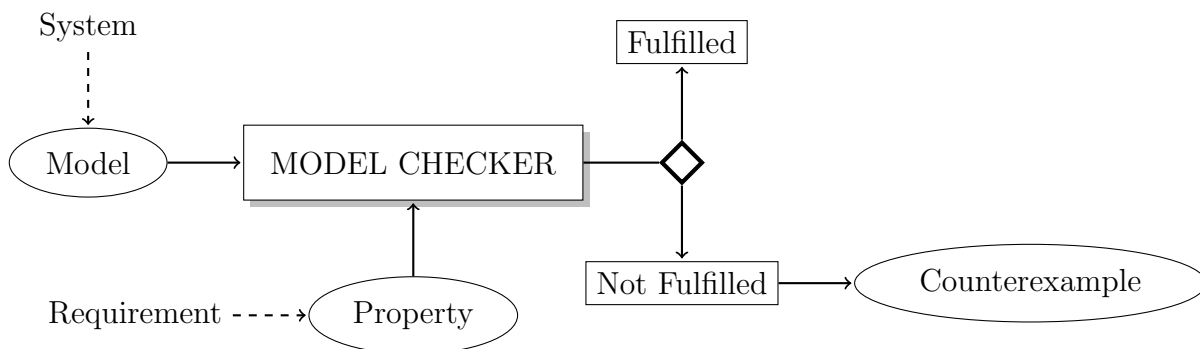 System
Fulfilled
Model
MODEL CHECKER
Not Fulfilled
Counterexample
Requirement
Property